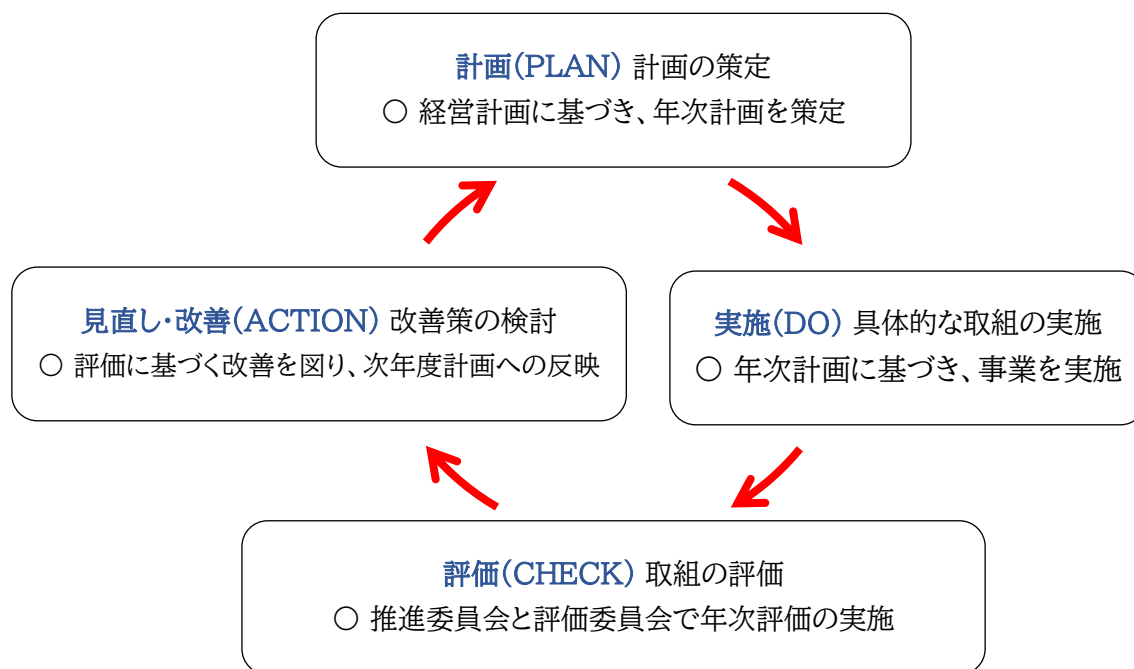 計画(PLAN) 計画の策定
○ 経営計画に基づき、年次計画を策定
見直し・改善(ACTION) 改善策の検討
○ 評価に基づく改善を図り、次年度計画への反映
実施(DO) 具体的な取組の実施
○ 年次計画に基づき、事業を実施
評価(CHECK) 取組の評価
○ 推進委員会と評価委員会で年次評価の実施